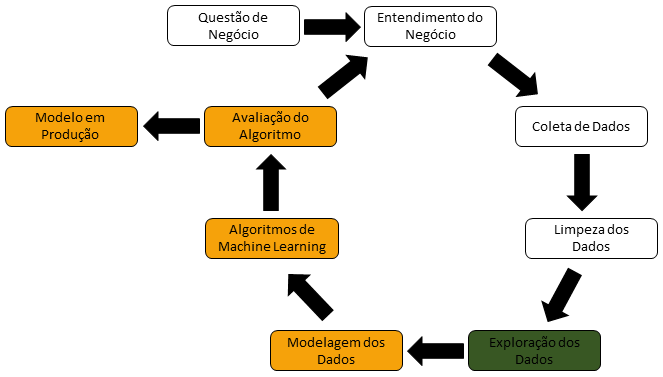 Questão de
Negócio
Entendimento do
Negócio
Modelo em
Produção
Avaliação do
Algoritmo
Coleta de Dados
Algoritmos de
Machine Learning
Limpeza dos
Dados
Modelagem dos
Dados
Exploração dos
Dados